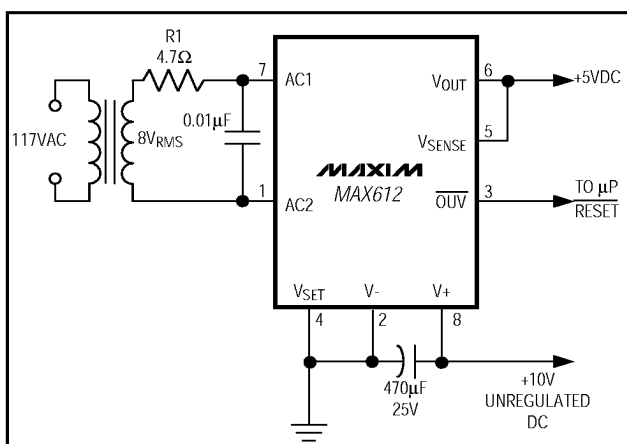 R1
4.7Ω
117VAC
8VRMS
0.01µF
7
AC1
1
AC2
MAXIM
MAX612
VOUT
6
+5VDC
VSENSE
5
OUV
3
TO µP
RESET
VSET
V-
V+
4
2
8
470µF
25V
+10V
UNREGULATED
DC